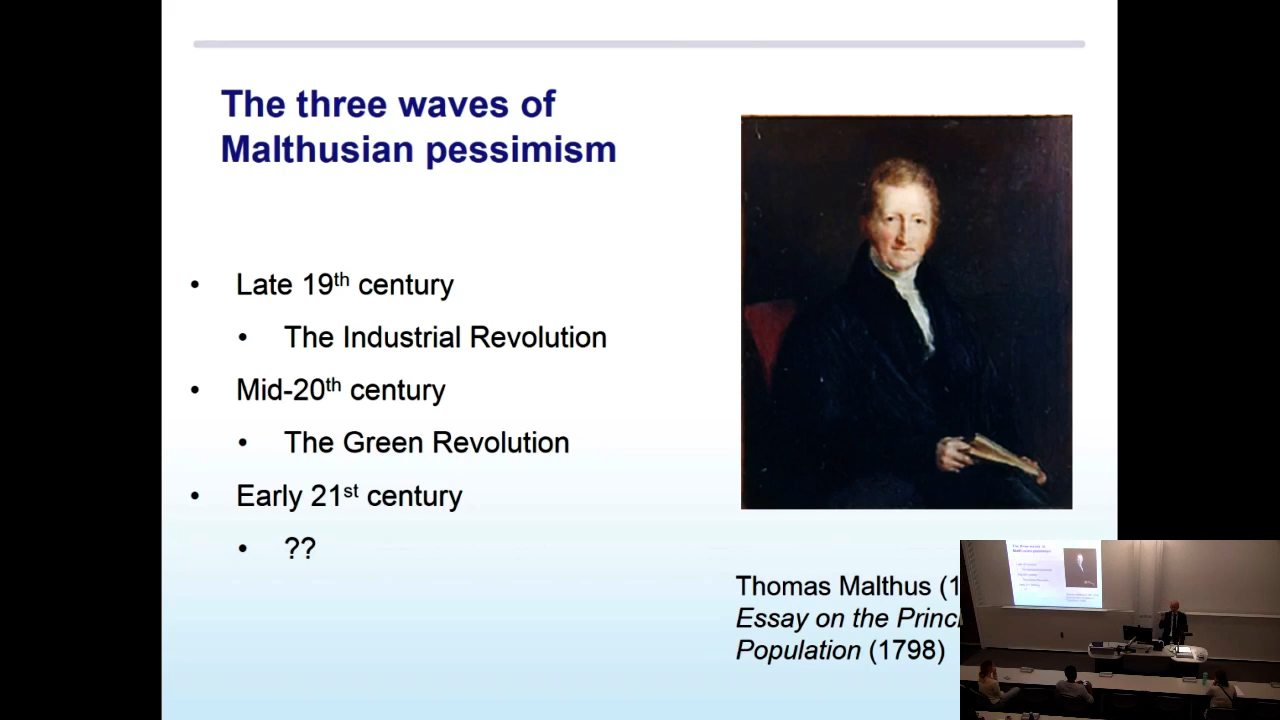 The three waves of
Malthusian pessimism
• Late 19th century
• The Industrial Revolution
• Mid-20th century
• The Green Revolution
• Early 21st century
• ??
Thomas Malthus (1
Essay on the
Population (1798)